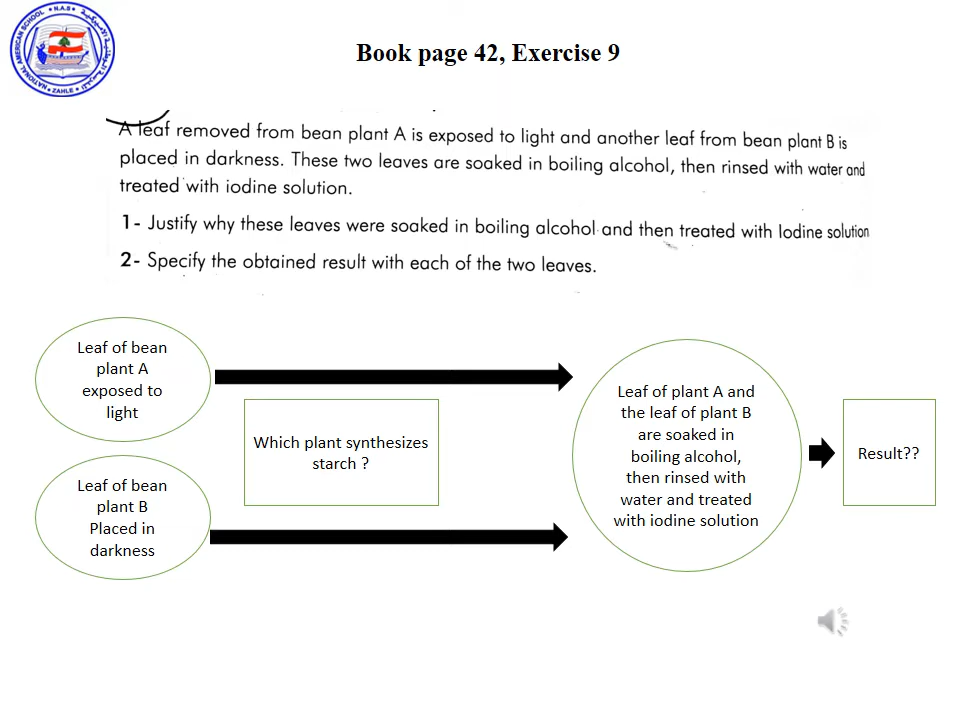 NATIONAL AMERICAN SCHOOL • N.A.S •
ZAHLE
Book page 42, Exercise 9
A leaf removed from bean plant A is exposed to light and another leaf from bean plant B is
placed in darkness. These two leaves are soaked in boiling alcohol, then rinsed with water and
treated with iodine solution.
1- Justify why these leaves were soaked in boiling alcohol and then treated with Iodine solution
2- Specify the obtained result with each of the two leaves.
Leaf of bean
plant A
exposed to
light
Which plant synthesizes
starch ?
Leaf of bean
plant B
Placed in
darkness
Leaf of plant A and
the leaf of plant B
are soaked in
boiling alcohol,
then rinsed with
water and treated
with iodine solution
Result??